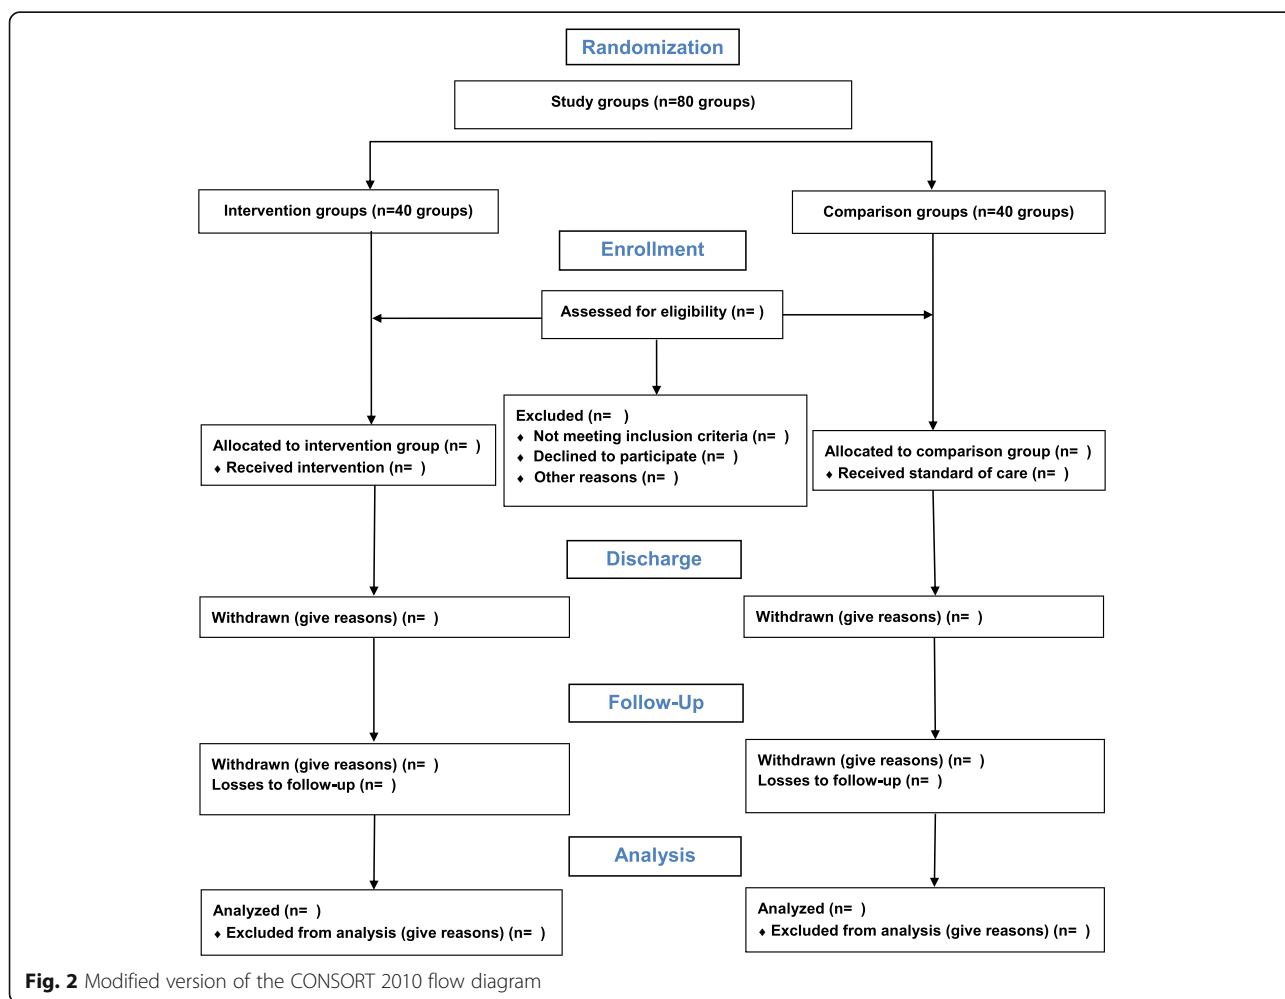 Randomization
Study groups (n=80 groups)
Intervention groups (n=40 groups)
Comparison groups (n=40 groups)
Enrollment
Assessed for eligibility (n= )
Excluded (n=   )
♦ Not meeting inclusion criteria (n=  )
♦ Declined to participate (n=  )
♦ Other reasons (n=  )
Allocated to intervention group (n=  )
♦ Received intervention (n=  )
Allocated to comparison group (n=  )
♦ Received standard of care (n=  )
Discharge
Withdrawn (give reasons) (n=  )
Withdrawn (give reasons) (n=  )
Follow-Up
Withdrawn (give reasons) (n=  )
Losses to follow-up (n=  )
Withdrawn (give reasons) (n=  )
Losses to follow-up (n=  )
Analysis
Analyzed (n=  )
♦ Excluded from analysis (give reasons) (n=  )
Analyzed (n=  )
♦ Excluded from analysis (give reasons) (n=  )
Fig. 2 Modified version of the CONSORT 2010 flow diagram